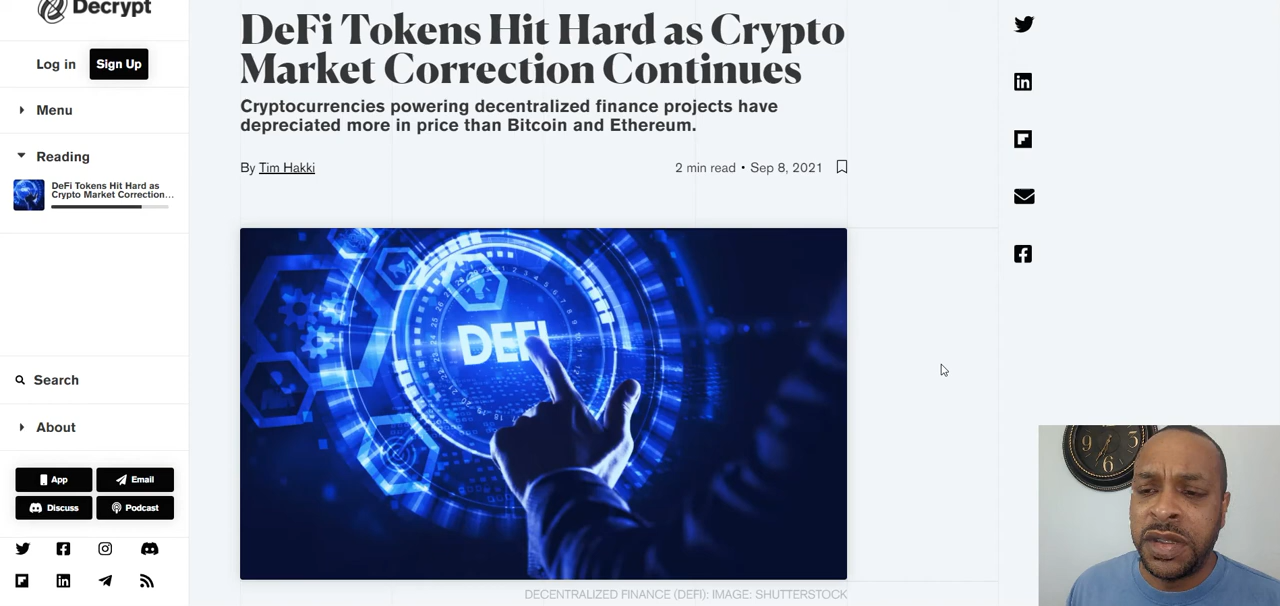 Decrypt
Log in
Sign Up
Menu
Reading
DeFi Tokens Hit Hard as
Crypto Market Correction...
Search
About
App
Email
Discuss
Podcast
DeFi Tokens Hit Hard as Crypto
Market Correction Continues
Cryptocurrencies powering decentralized finance projects have
depreciated more in price than Bitcoin and Ethereum.
By Tim Hakki
2 min read • Sep 8, 2021
DEFI
DECENTRALIZED FINANCE (DEFI): IMAGE: SHUTTERSTOCK